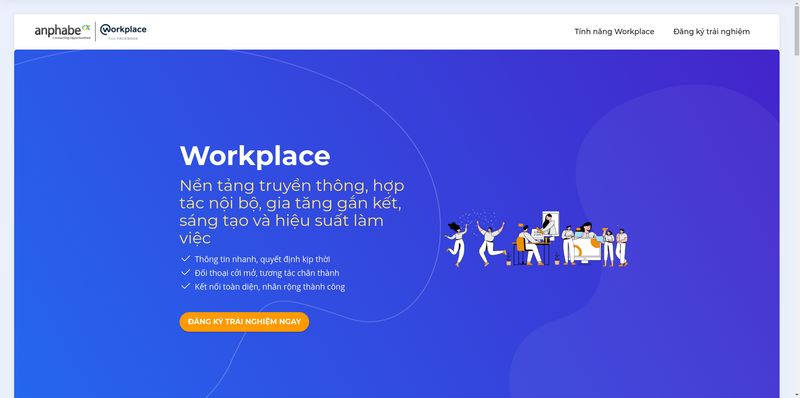 anphabe
Connecting Opportunities
Workplace
from FACEBOOK
Tính năng Workplace
Đăng ký trải nghiệm
Workplace
Nền tảng truyền thông, hợp
tác nội bộ, gia tăng gắn kết,
sáng tạo và hiệu suất làm
việc
Thông tin nhanh, quyết định kịp thời
Đối thoại cởi mở, tương tác chân thành
Kết nối toàn diện, nhân rộng thành công
ĐĂNG KÝ TRẢI NGHIỆM NGAY